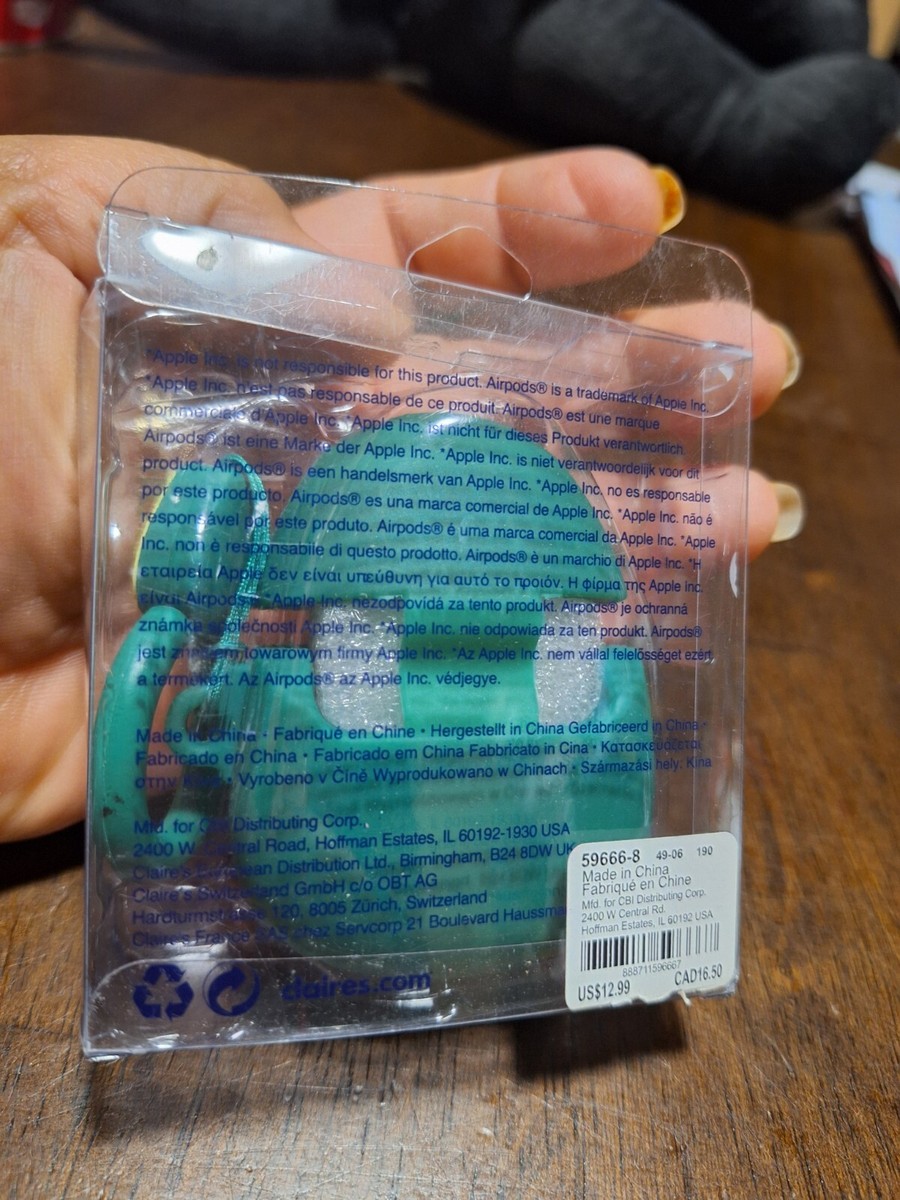 *Apple Inc. is not responsible for this product. Airpods® is a trademark of Apple Inc.
*Apple Inc. n'est pas responsable de ce produit. Airpods® est une marque
commerciale d'Apple Inc. *Apple Inc. ist nicht für dieses Produkt verantwortlich.
Airpods® ist eine Marke der Apple Inc. *Apple Inc. is niet verantwoordelijk voor dit
product. Airpods® is een handelsmerk van Apple Inc. *Apple Inc. no es responsable
por este producto. Airpods® es una marca comercial de Apple Inc. *Apple Inc. não é
responsável por este produto. Airpods® é uma marca comercial da Apple Inc. *Apple
Inc. non è responsabile di questo prodotto. Airpods® è un marchio di Apple Inc. *Η
εταιρεία Apple δεν είναι υπεύθυνη για αυτό το προϊόν. Η φίρμα της Apple Inc.
είναι Airpods® *Apple Inc. nezodpovídá za tento produkt. Airpods® je ochranná
známka společnosti Apple Inc. *Apple Inc. nie odpowiada za ten produkt. Airpods®
jest znakiem towarowym firmy Apple Inc. *Az Apple Inc. nem vállal felelősséget ezért
a termékért. Az Airpods® az Apple Inc. védjegye.
Made in China • Fabriqué en Chine • Hergestellt in China Gefabriceerd in China •
Fabricado en China • Fabricado em China Fabbricato in Cina • Κατασκευάζεται
στην Κίνα • Vyrobeno v Číně Wyprodukowano w Chinach • Származási hely: Kína
Mfd. for CBI Distributing Corp.
2400 W. Central Road, Hoffman Estates, IL 60192-1930 USA
Claire's European Distribution Ltd., Birmingham, B24 8DW UK
Claire's Switzerland GmbH c/o OBT AG
Hardturmstrasse 120, 8005 Zürich, Switzerland
Claire's France SAS chez Servcorp 21 Boulevard
claires.com
59666-8 49-06 190
Made in China
Fabriqué en Chine
Mfd. for CBI Distributing Corp.
2400 W Central Rd.
Hoffman Estates, IL 60192 USA
888711596667
US$12.99 CAD16.50